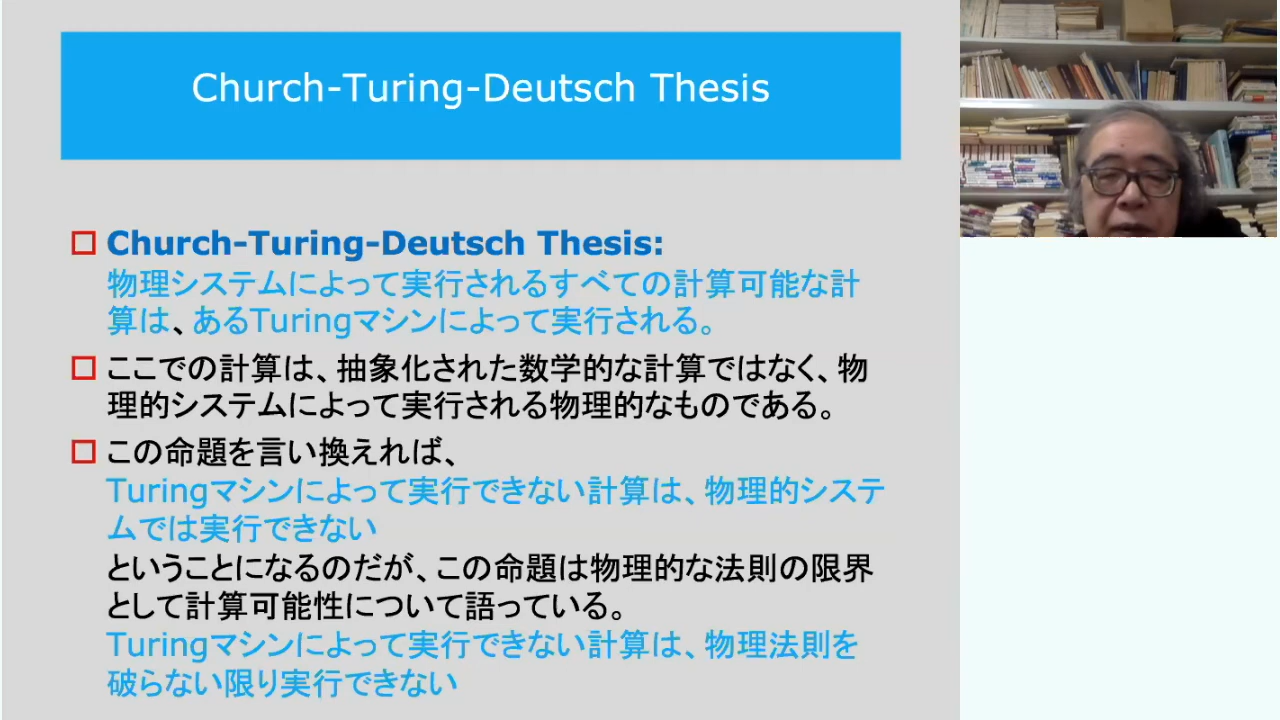 Church-Turing-Deutsch Thesis
Church-Turing-Deutsch Thesis:
物理システムによって実行されるすべての計算可能な計
算は、あるTuringマシンによって実行される。
ここでの計算は、抽象化された数学的な計算ではなく、物
理的システムによって実行される物理的なものである。
この命題を言い換えれば、
Turingマシンによって実行できない計算は、物理的システ
ムでは実行できない
ということになるのだが、この命題は物理的な法則の限界
として計算可能性について語っている。
Turingマシンによって実行できない計算は、物理法則を
破らない限り実行できない